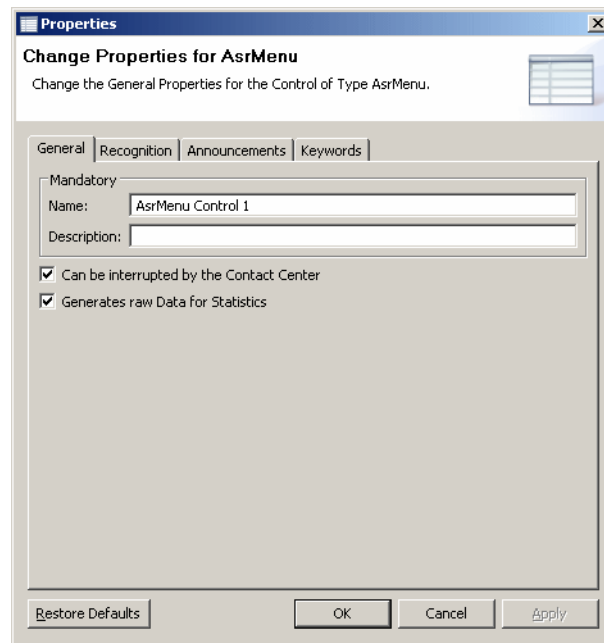 Properties
Change Properties for AsrMenu
Change the General Properties for the Control of Type AsrMenu.
General Recognition Announcements Keywords
Mandatory
Name: AsrMenu Control 1
Description:
Can be interrupted by the Contact Center
Generates raw Data for Statistics
Restore Defaults OK Cancel Apply